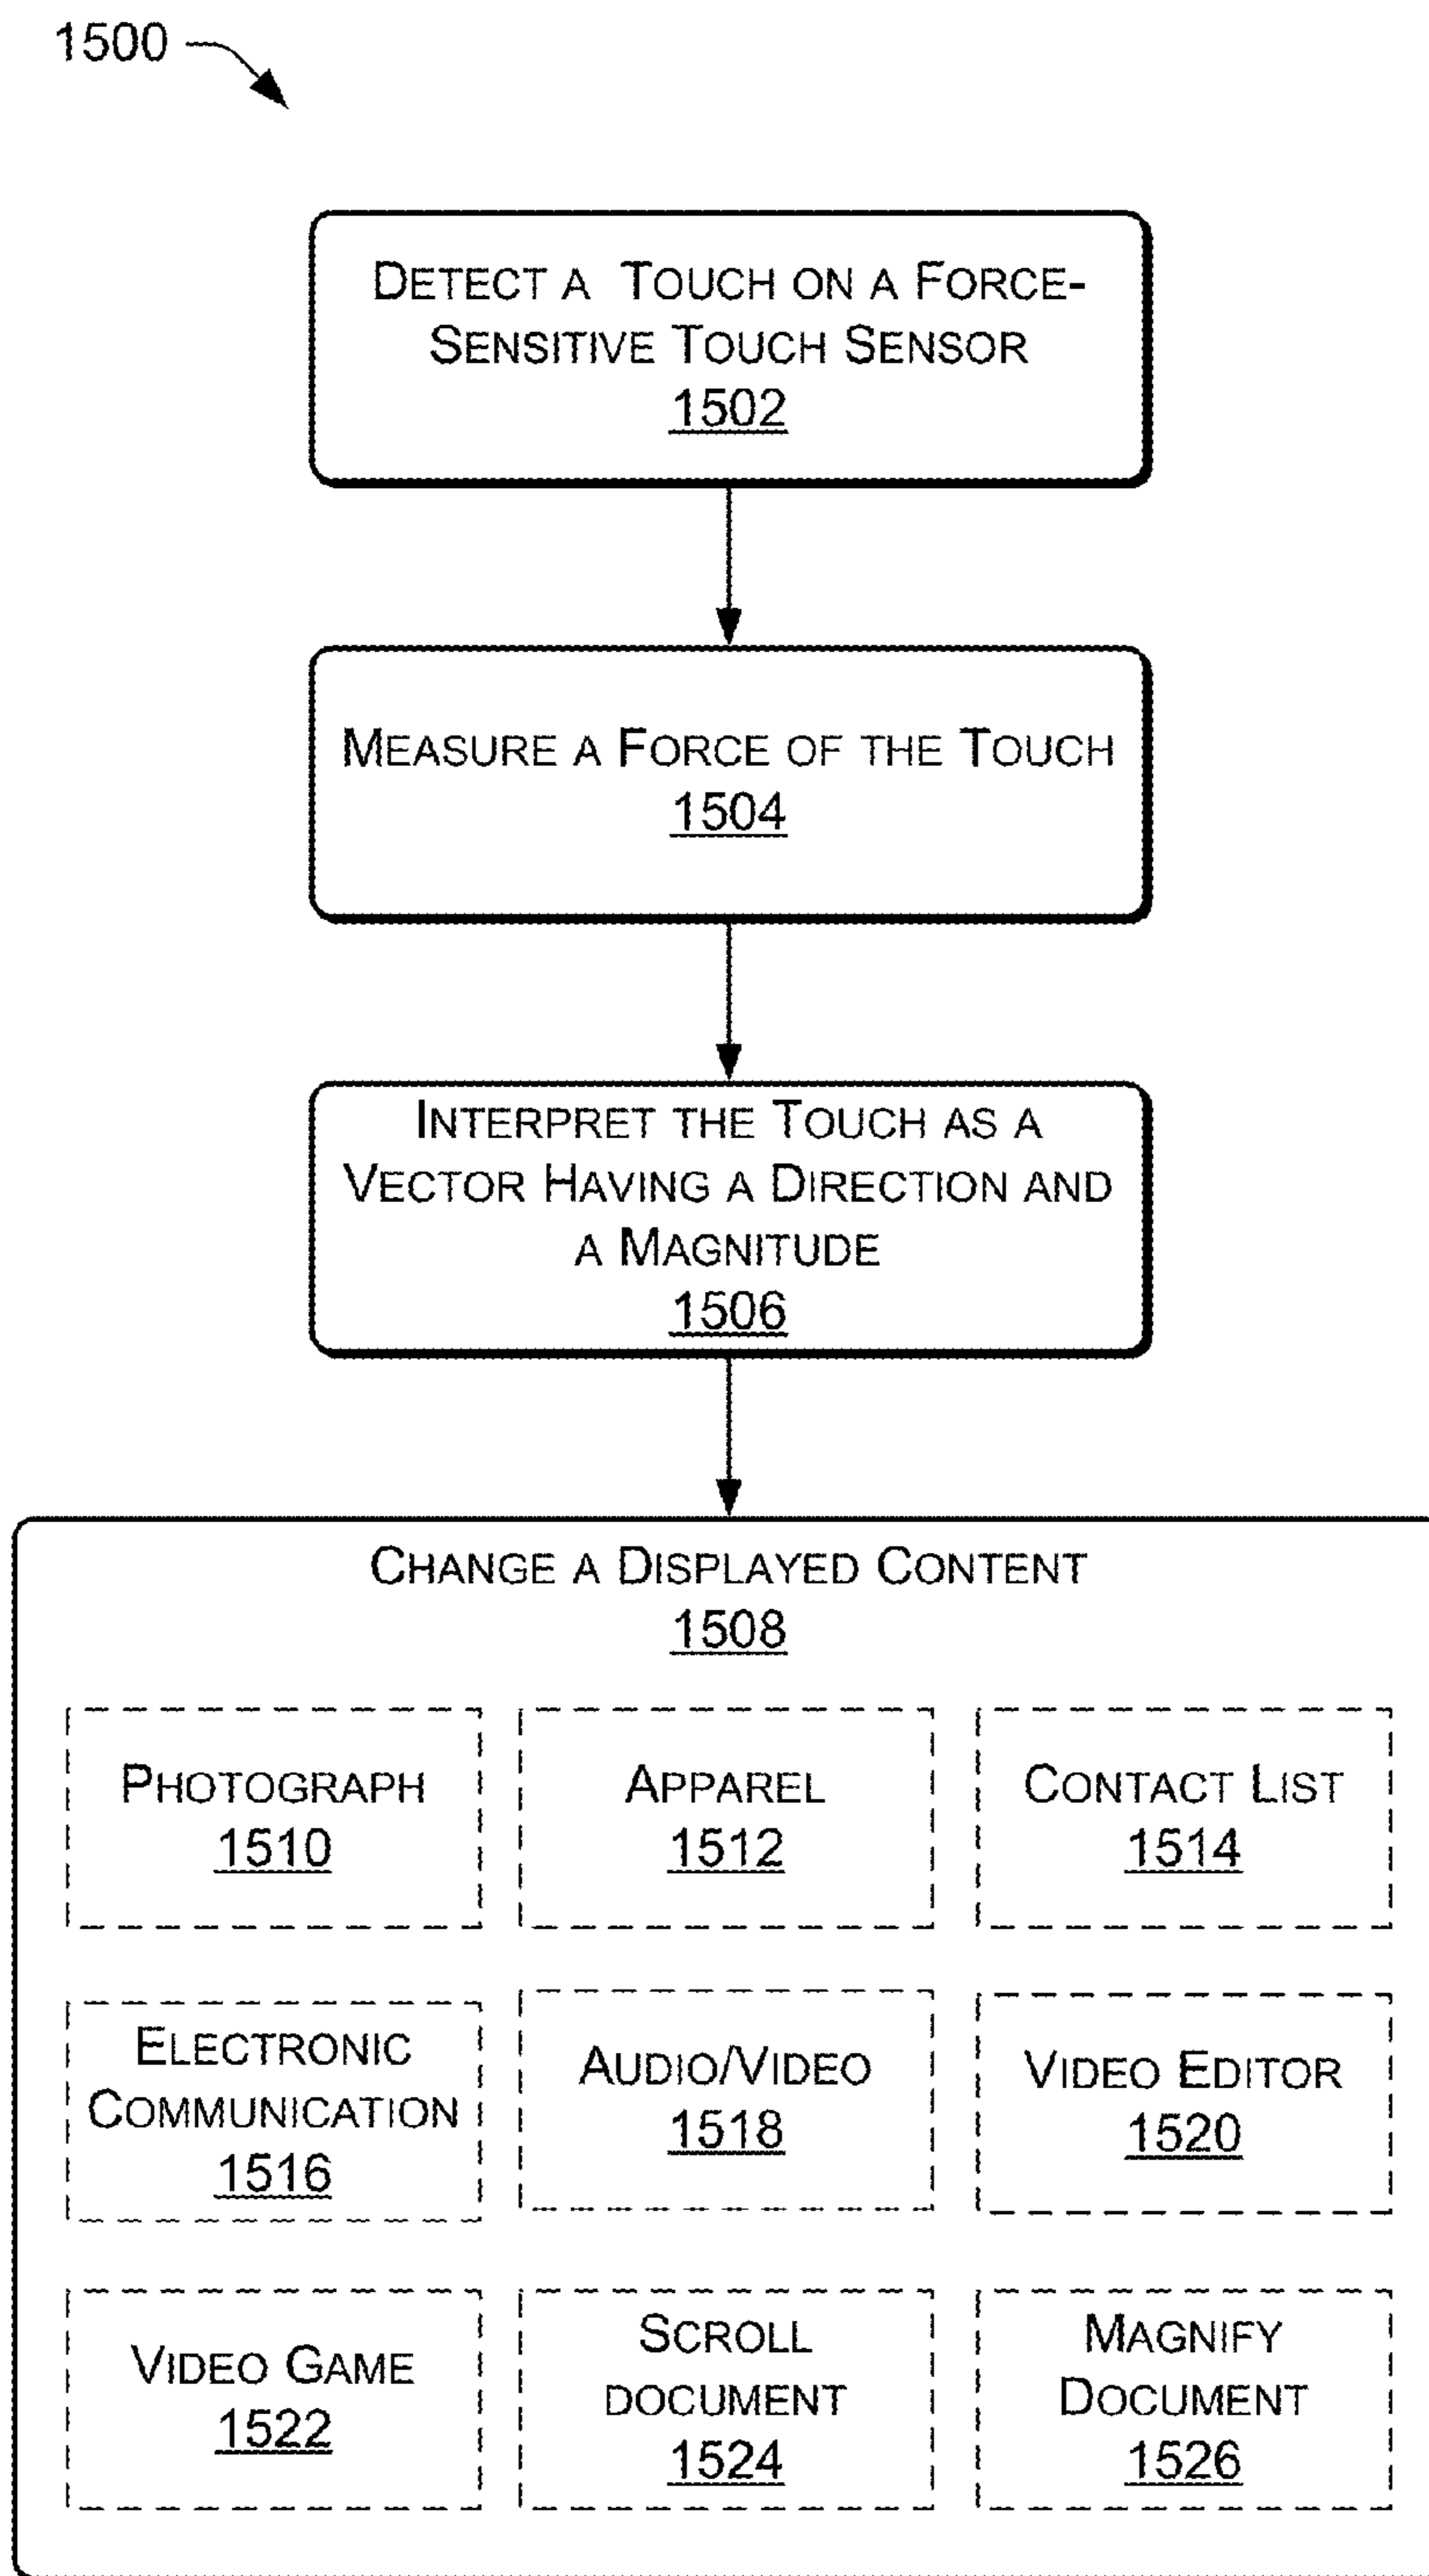 1500
DETECT A TOUCH ON A FORCE-
SENSITIVE TOUCH SENSOR
1502
MEASURE A FORCE OF THE TOUCH
1504
INTERPRET THE TOUCH AS A
VECTOR HAVING A DIRECTION AND
A MAGNITUDE
1506
CHANGE A DISPLAYED CONTENT
1508
PHOTOGRAPH
1510
APPAREL
1512
CONTACT LIST
1514
ELECTRONIC
COMMUNICATION
1516
AUDIO/VIDEO
1518
VIDEO EDITOR
1520
VIDEO GAME
1522
SCROLL
DOCUMENT
1524
MAGNIFY
DOCUMENT
1526